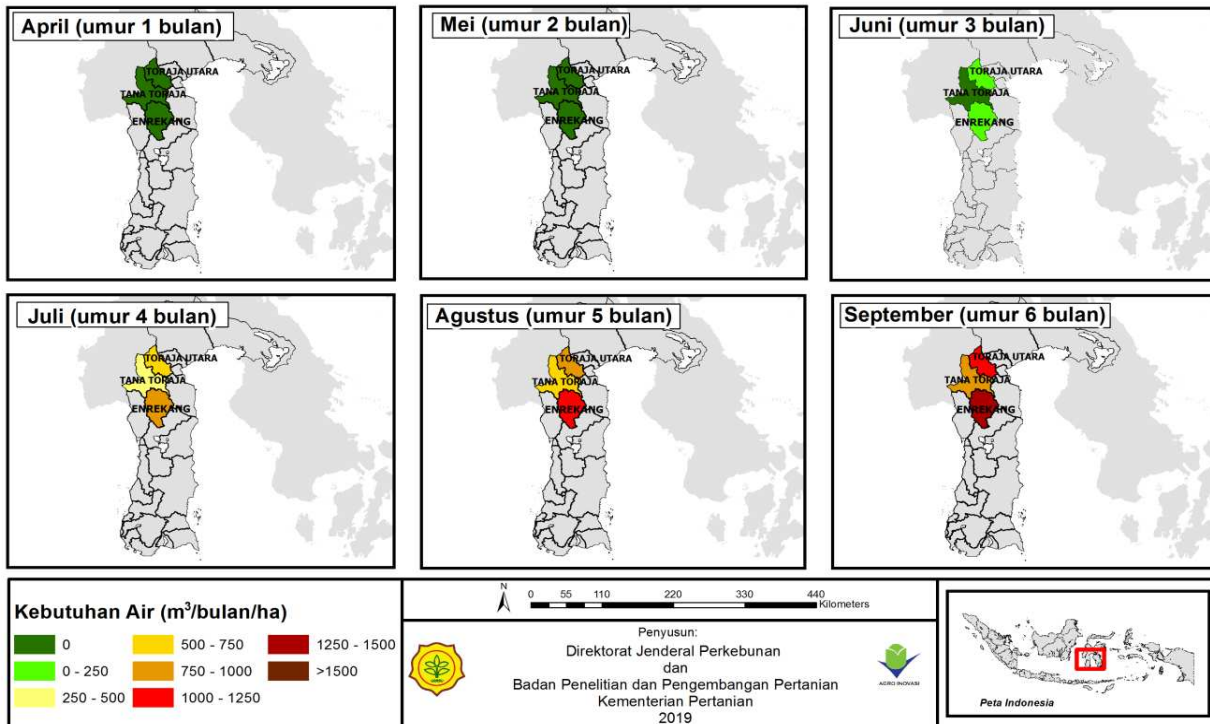 April (umur 1 bulan)
TORAJA UTARA
TANA TORAJA
ENREKANG
Mei (umur 2 bulan)
TORAJA UTARA
TANA TORAJA
ENREKANG
Juni (umur 3 bulan)
TORAJA UTARA
TANA TORAJA
ENREKANG
Juli (umur 4 bulan)
TORAJA UTARA
TANA TORAJA
ENREKANG
Agustus (umur 5 bulan)
TORAJA UTARA
TANA TORAJA
ENREKANG
September (umur 6 bulan)
TORAJA UTARA
TANA TORAJA
ENREKANG
Kebutuhan Air (m³/bulan/ha)
0
0 - 250
250 - 500
500 - 750
750 - 1000
1000 - 1250
1250 - 1500
>1500
N
0 55 110 220 330 440
Kilometers
Penyusun:
Direktorat Jenderal Perkebunan
dan
Badan Penelitian dan Pengembangan Pertanian
Kementerian Pertanian
2019
AGRO INOVASI
Peta Indonesia